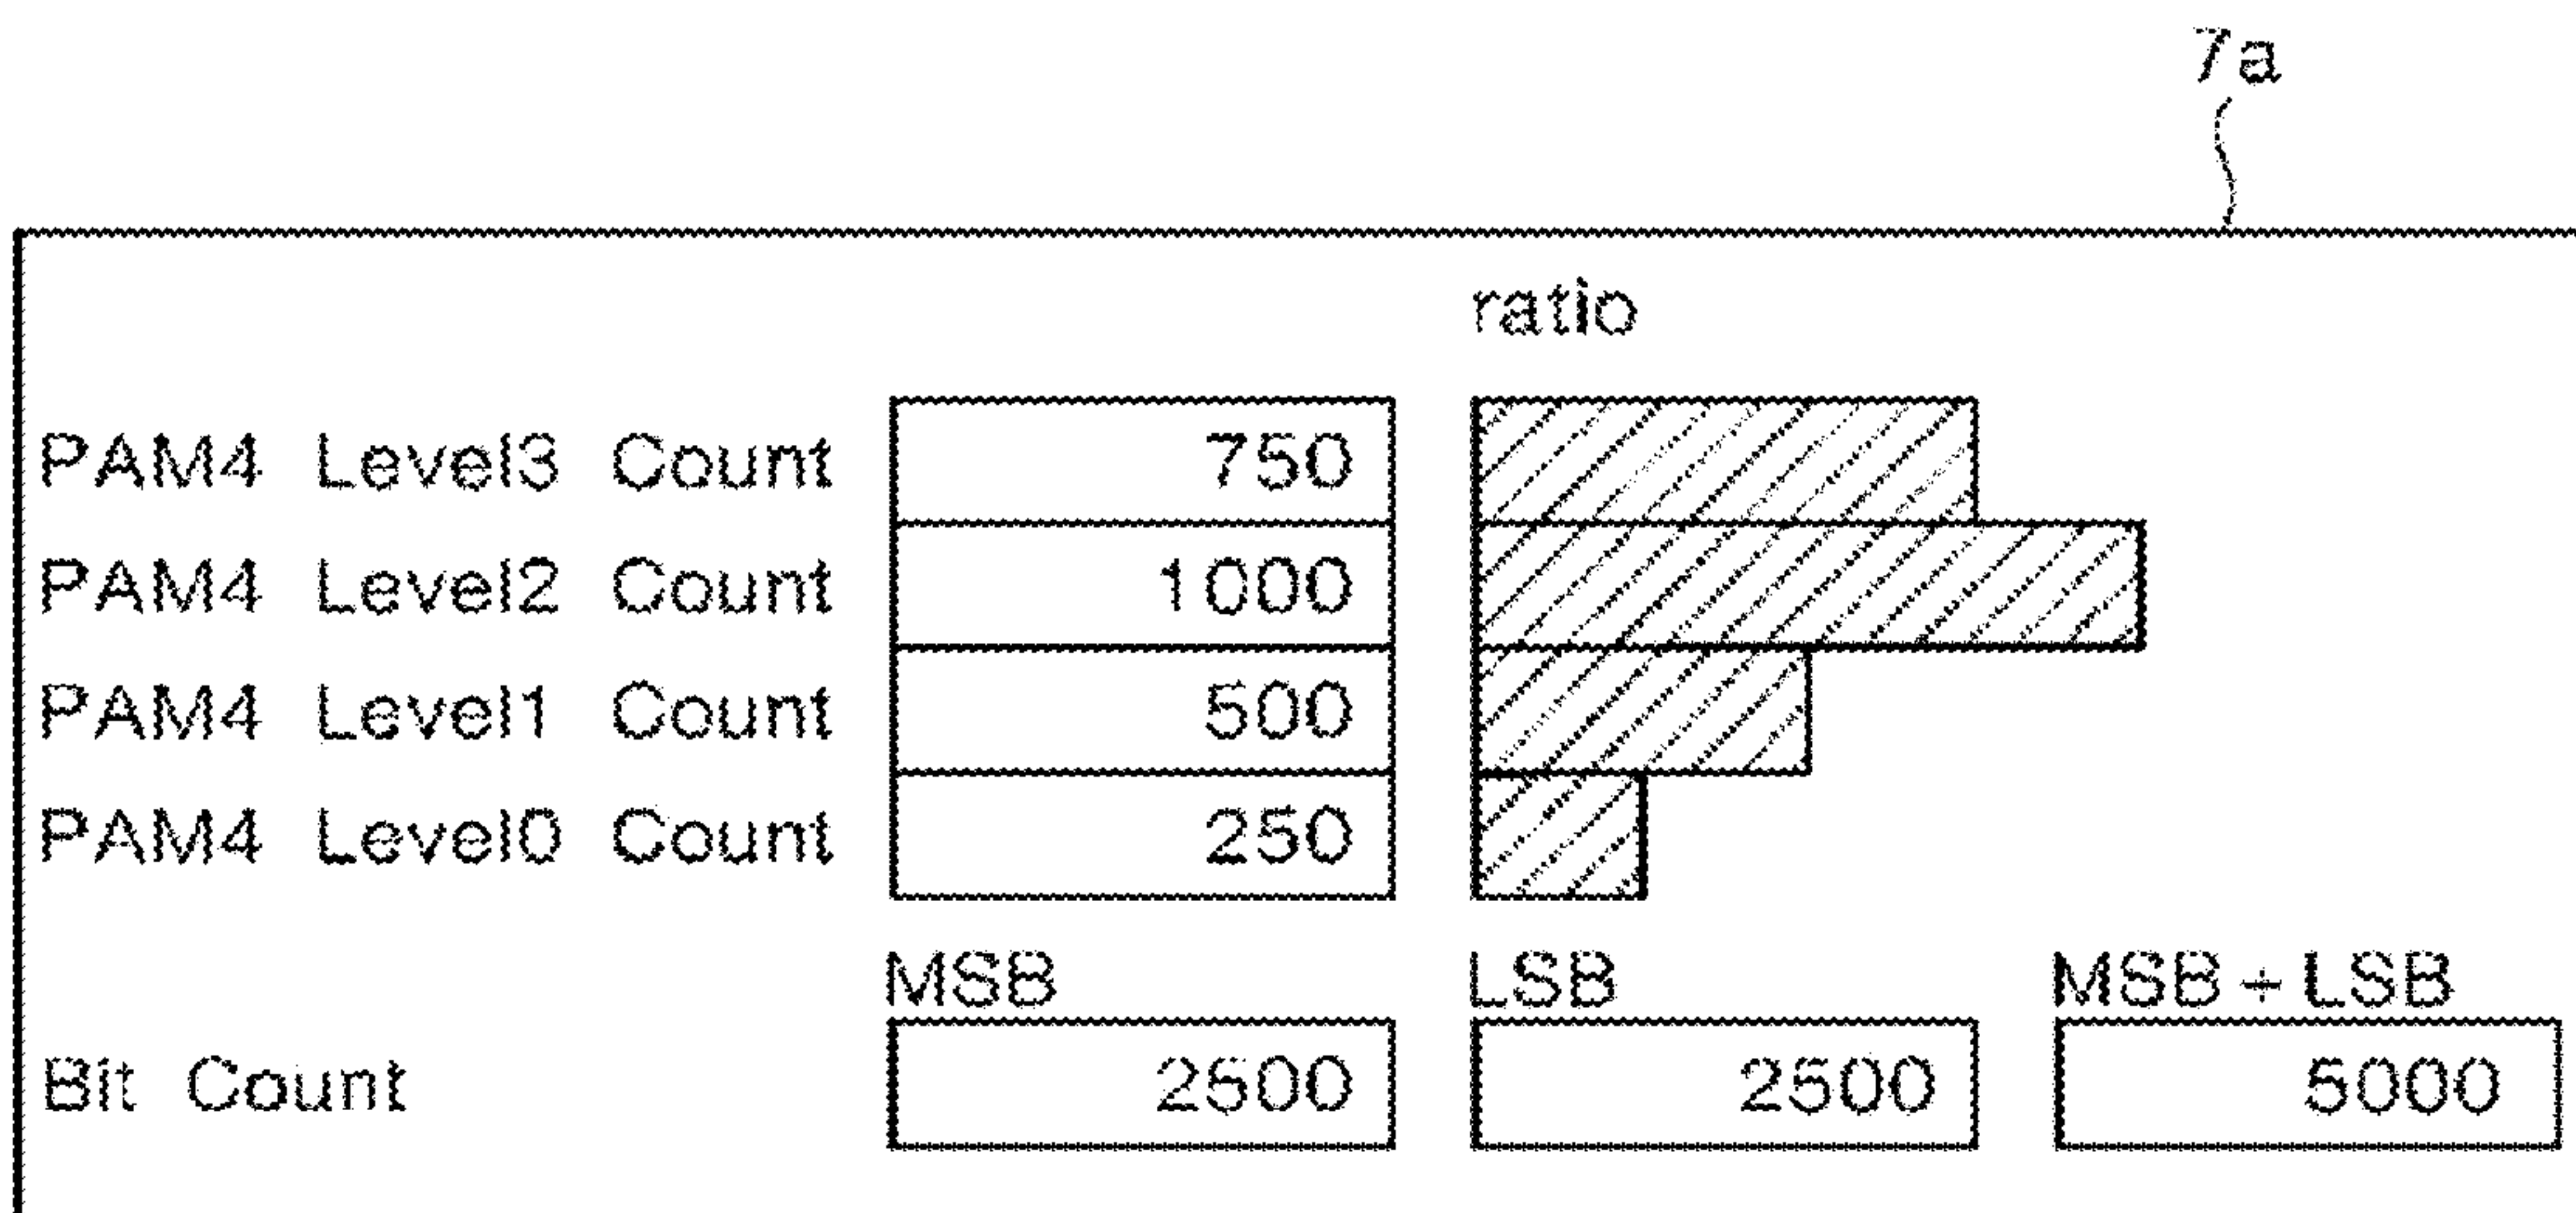 7a
ratio
PAM4 Level3 Count 750
PAM4 Level2 Count 1000
PAM4 Level1 Count 500
PAM4 Level0 Count 250
MSB LSB MSB + LSB
Bit Count 2500 2500 5000